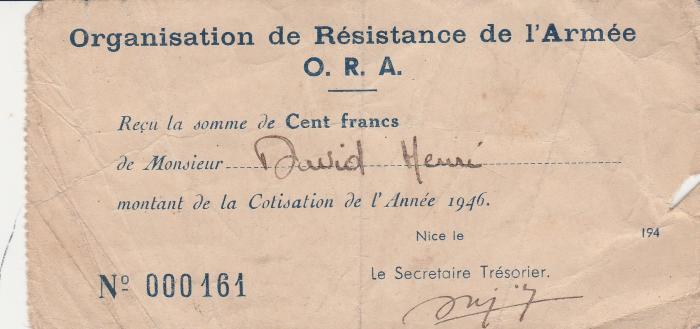 Organisation de Résistance de l'Armée
O. R. A.
Reçu la somme de Cent francs
de Monsieur David Henri
montant de la Cotisation de l'Année 1946.
Nice le 194
Nº 000161
Le Secretaire Trésorier.